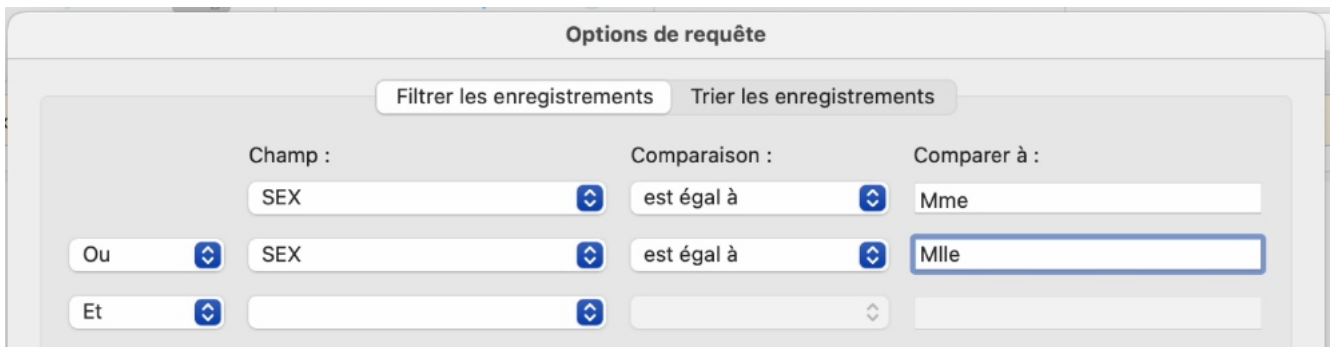 Options de requête
Filtrer les enregistrements Trier les enregistrements
Champ : Comparaison : Comparer à :
SEX est égal à Mme
Ou SEX est égal à Mlle
Et